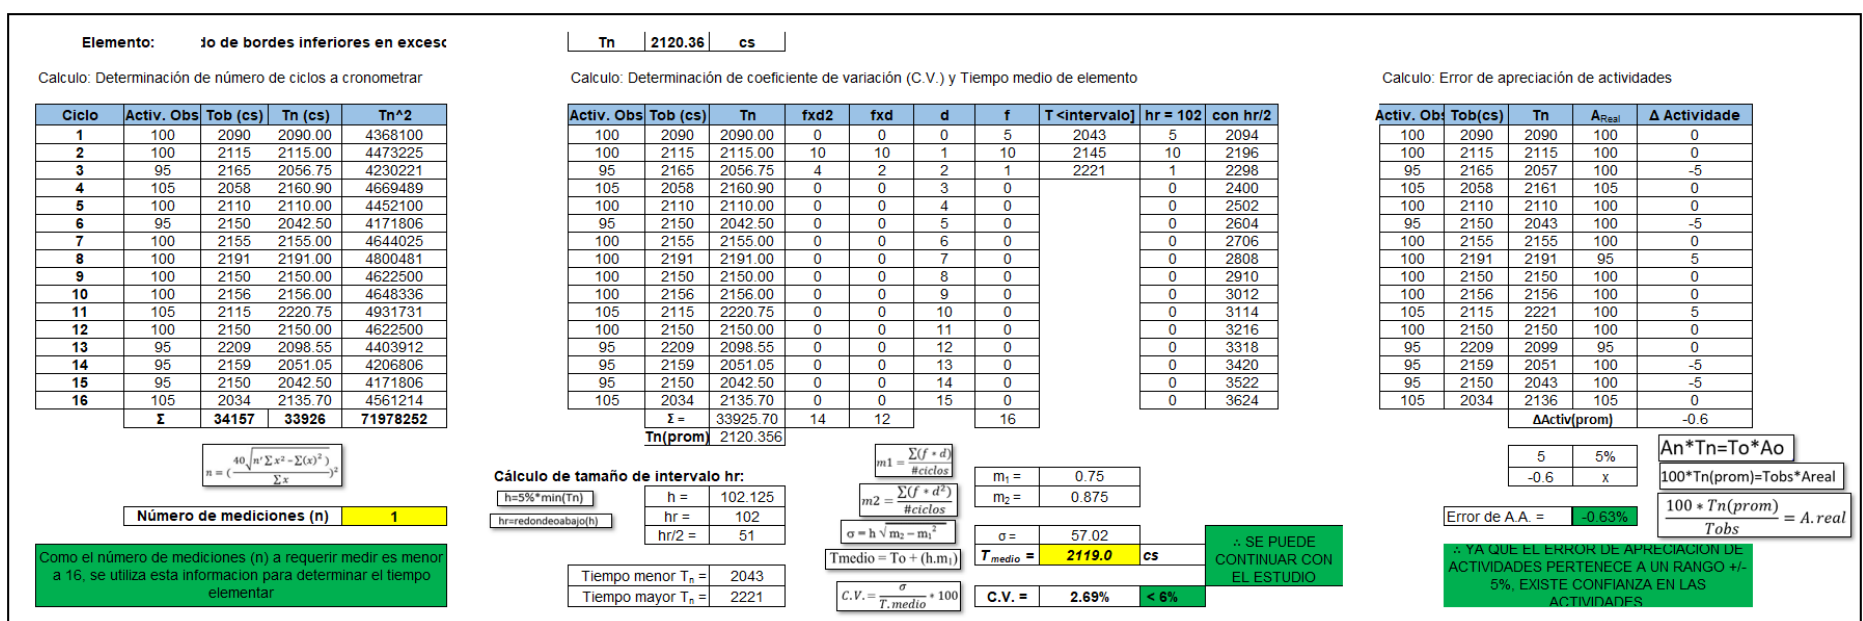 Elemento: do de bordes inferiores en exceso
Tn 2120.36 cs
Calculo: Determinación de número de ciclos a cronometrar
Ciclo Activ. Obs Tob (cs) Tn (cs) Tn^2
1 100 2090 2090.00 4368100
2 100 2115 2115.00 4473225
3 95 2165 2056.75 4230221
4 105 2058 2160.90 4669489
5 100 2110 2110.00 4452100
6 95 2150 2042.50 4171806
7 100 2155 2155.00 4644025
8 100 2191 2191.00 4800481
9 100 2150 2150.00 4622500
10 100 2156 2156.00 4648336
11 105 2115 2220.75 4931731
12 100 2150 2150.00 4622500
13 95 2209 2098.55 4403912
14 95 2159 2051.05 4206806
15 95 2150 2042.50 4171806
16 105 2034 2135.70 4561214
Σ 34157 33926 71978252
n = (40√(n'Σx² − Σ(x)²) / Σx)²
Número de mediciones (n) 1
Como el número de mediciones (n) a requerir medir es menor
a 16, se utiliza esta informacion para determinar el tiempo
elementar
Calculo: Determinación de coeficiente de variación (C.V.) y Tiempo medio de elemento
Activ. Obs Tob (cs) Tn fxd2 fxd d f T <intervalo] hr = 102 con hr/2
100 2090 2090.00 0 0 0 5 2043 5 2094
100 2115 2115.00 10 10 1 10 2145 10 2196
95 2165 2056.75 4 2 2 1 2221 1 2298
105 2058 2160.90 0 0 3 0 0 2400
100 2110 2110.00 0 0 4 0 0 2502
95 2150 2042.50 0 0 5 0 0 2604
100 2155 2155.00 0 0 6 0 0 2706
100 2191 2191.00 0 0 7 0 0 2808
100 2150 2150.00 0 0 8 0 0 2910
100 2156 2156.00 0 0 9 0 0 3012
105 2115 2220.75 0 0 10 0 0 3114
100 2150 2150.00 0 0 11 0 0 3216
95 2209 2098.55 0 0 12 0 0 3318
95 2159 2051.05 0 0 13 0 0 3420
95 2150 2042.50 0 0 14 0 0 3522
105 2034 2135.70 0 0 15 0 0 3624
Σ = 33925.70 14 12 16
Tn(prom) 2120.356
Cálculo de tamaño de intervalo hr:
h=5%*min(Tn)
hr=redondeoabajo(h)
h = 102.125
hr = 102
hr/2 = 51
Tiempo menor Tn = 2043
Tiempo mayor Tn = 2221
m1 = Σ(f * d) / #ciclos
m2 = Σ(f * d²) / #ciclos
σ = h √(m₂ − m₁²)
Tmedio = To + (h.m₁)
C.V. = σ / T.medio * 100
m₁ = 0.75
m₂ = 0.875
σ = 57.02
Tmedio = 2119.0 cs
C.V. = 2.69% < 6%
∴ SE PUEDE
CONTINUAR CON
EL ESTUDIO
Calculo: Error de apreciación de actividades
Activ. Obs Tob(cs) Tn AReal Δ Actividade
100 2090 2090 100 0
100 2115 2115 100 0
95 2165 2057 100 -5
105 2058 2161 105 0
100 2110 2110 100 0
95 2150 2043 100 -5
100 2155 2155 100 0
100 2191 2191 95 5
100 2150 2150 100 0
100 2156 2156 100 0
105 2115 2221 100 5
100 2150 2150 100 0
95 2209 2099 95 0
95 2159 2051 100 -5
95 2150 2043 100 -5
105 2034 2136 105 0
ΔActiv(prom) -0.6
5 5%
-0.6 x
Error de A.A. = -0.63%
An*Tn=To*Ao
100*Tn(prom)=Tobs*Areal
100 * Tn(prom) / Tobs = A.real
∴ YA QUE EL ERROR DE APRECIACION DE
ACTIVIDADES PERTENECE A UN RANGO +/-
5%, EXISTE CONFIANZA EN LAS
ACTIVIDADES